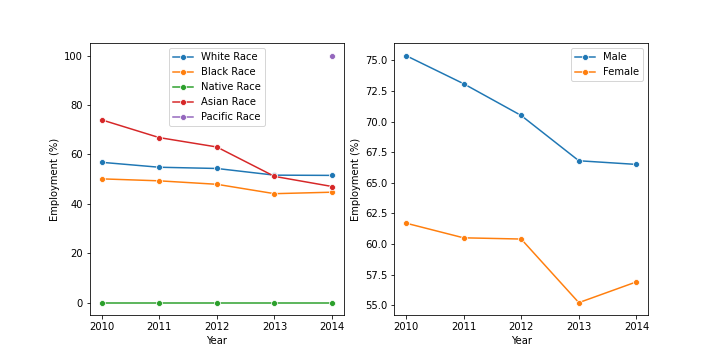 White Race
Black Race
Native Race
Asian Race
Pacific Race
100
80
60
40
20
0
Employment (%)
2010 2011 2012 2013 2014
Year
Male
Female
75.0
72.5
70.0
67.5
65.0
62.5
60.0
57.5
55.0
Employment (%)
2010 2011 2012 2013 2014
Year